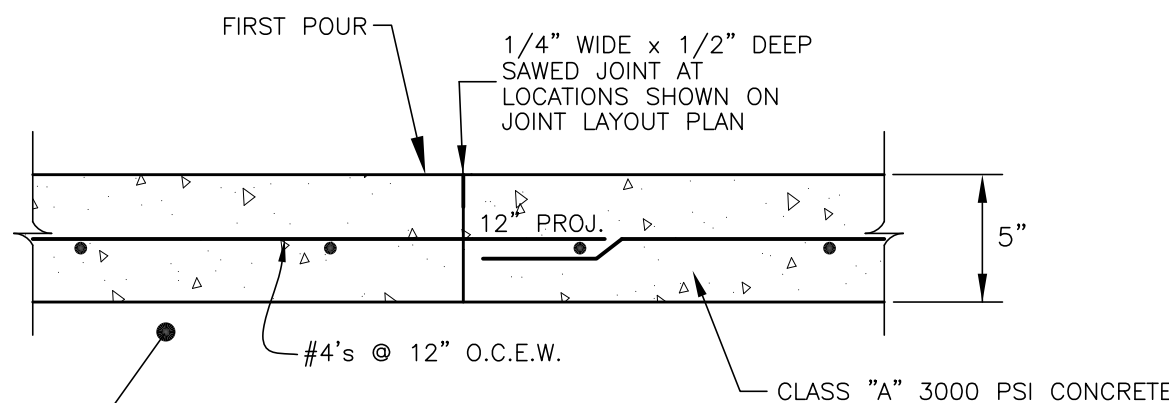 FIRST POUR
1/4" WIDE x 1/2" DEEP
SAWED JOINT AT
LOCATIONS SHOWN ON
JOINT LAYOUT PLAN
12" PROJ.
5"
#4's @ 12" O.C.E.W.
CLASS "A" 3000 PSI CONCRETE